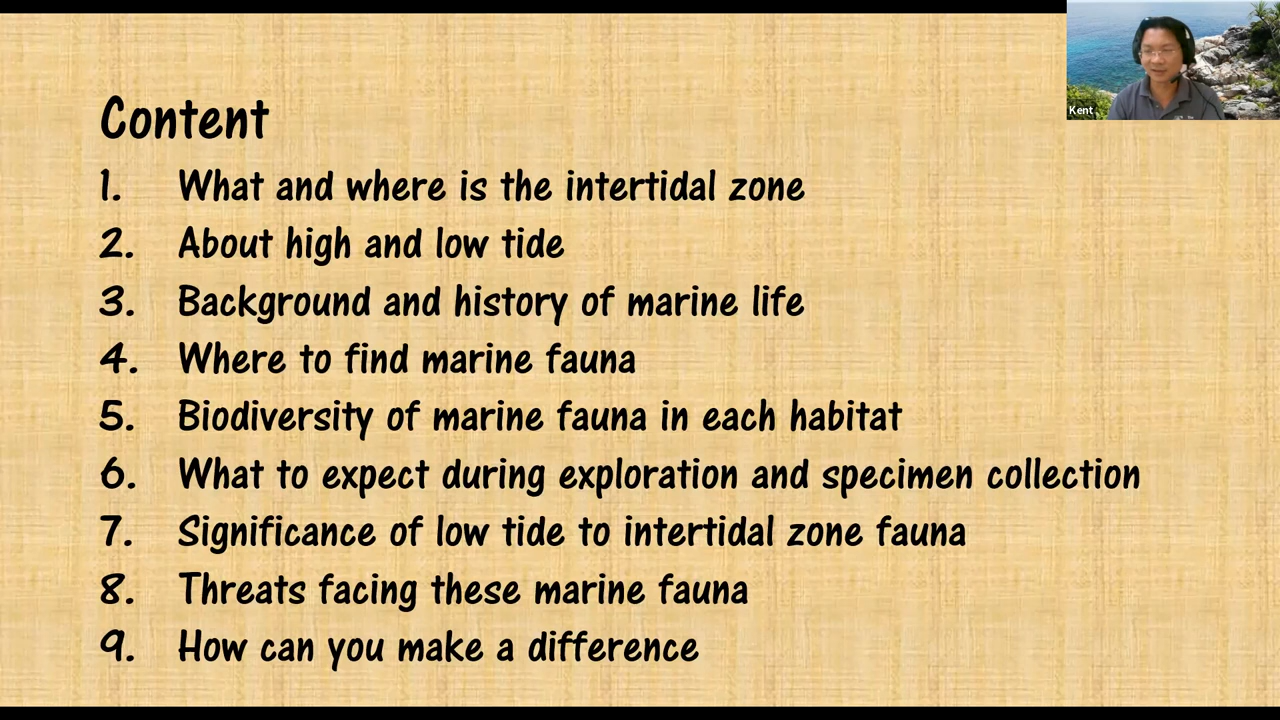 Content
1. What and where is the intertidal zone
2. About high and low tide
3. Background and history of marine life
4. Where to find marine fauna
5. Biodiversity of marine fauna in each habitat
6. What to expect during exploration and specimen collection
7. Significance of low tide to intertidal zone fauna
8. Threats facing these marine fauna
9. How can you make a difference
Kent